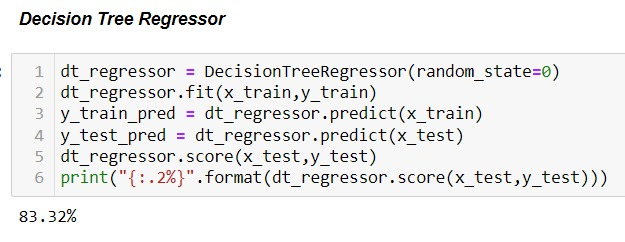 Decision Tree Regressor
1 dt_regressor = DecisionTreeRegressor(random_state=0)
2 dt_regressor.fit(x_train,y_train)
3 y_train_pred = dt_regressor.predict(x_train)
4 y_test_pred = dt_regressor.predict(x_test)
5 dt_regressor.score(x_test,y_test)
6 print("{:.2%}".format(dt_regressor.score(x_test,y_test)))
83.32%